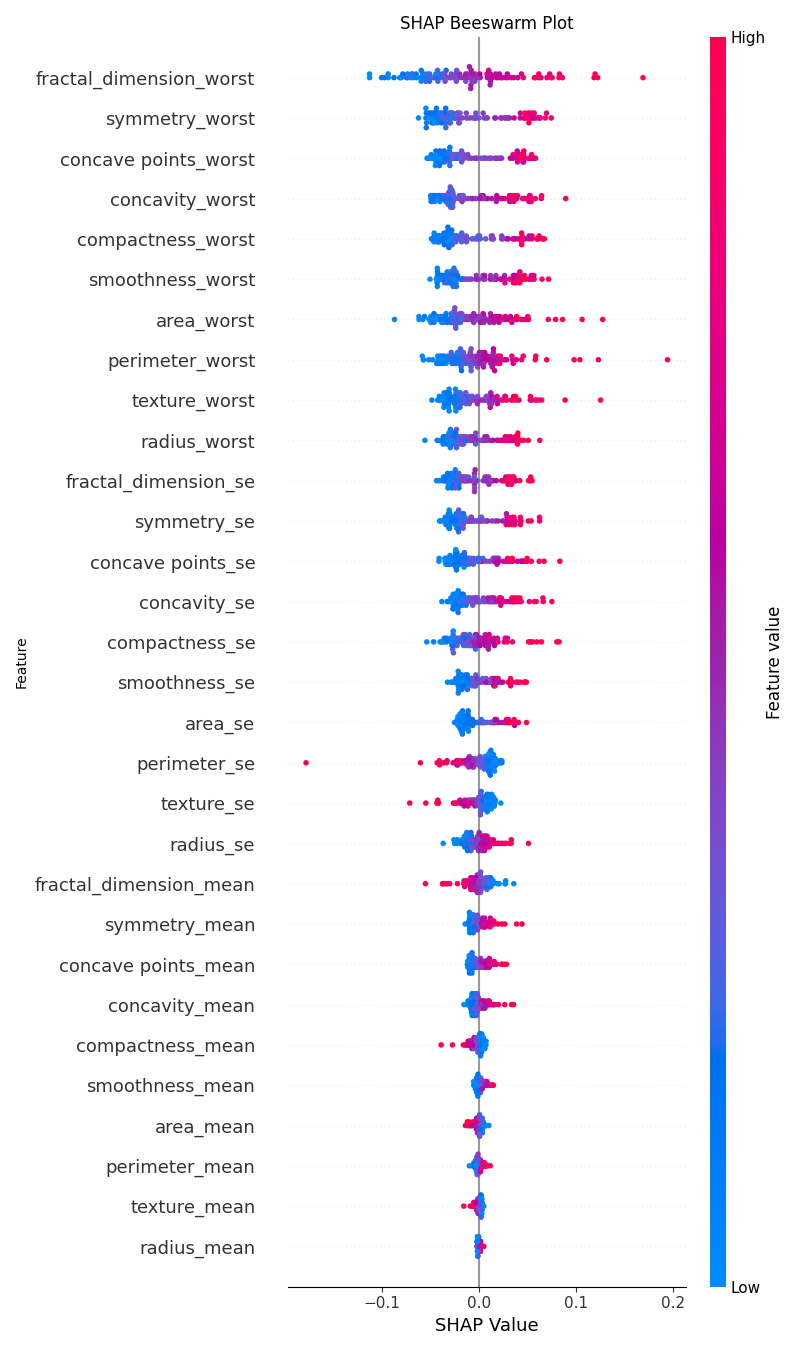 SHAP Beeswarm Plot
High
fractal_dimension_worst
symmetry_worst
concave points_worst
concavity_worst
compactness_worst
smoothness_worst
area_worst
perimeter_worst
texture_worst
radius_worst
fractal_dimension_se
symmetry_se
concave points_se
concavity_se
compactness_se
smoothness_se
area_se
perimeter_se
texture_se
radius_se
fractal_dimension_mean
symmetry_mean
concave points_mean
concavity_mean
compactness_mean
smoothness_mean
area_mean
perimeter_mean
texture_mean
radius_mean
Feature
Feature value
Low
−0.1 0.0 0.1 0.2
SHAP Value